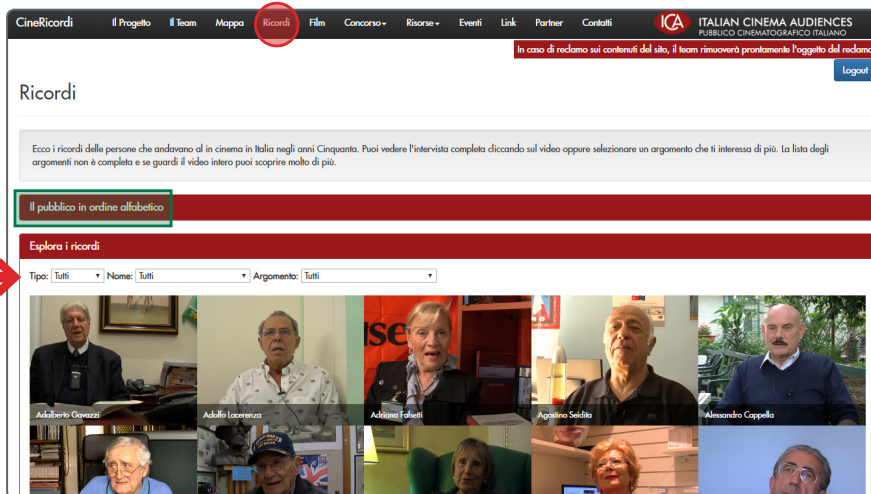 CineRicordi Il Progetto Il Team Mappa Ricordi Film Concorso Risorse Eventi Link Partner Contatti ICA ITALIAN CINEMA AUDIENCES
PUBBLICO CINEMATOGRAFICO ITALIANO
In caso di reclamo sui contenuti del sito, il team rimuoverà prontamente l'oggetto del reclamo
Logout
Ricordi
Ecco i ricordi delle persone che andavano al in cinema in Italia negli anni Cinquanta. Puoi vedere l'intervista completa cliccando sul video oppure selezionare un argomento che ti interessa di più. La lista degli
argomenti non è completa e se guardi il video intero puoi scoprire molto di più.
Il pubblico in ordine alfabetico
Esplora i ricordi
Tipo: Tutti Nome: Tutti Argomento: Tutti
Adalberto Gavazzi Adolfo Lacerenza Adriana Falsetti Agostino Seidita Alessandro Cappella